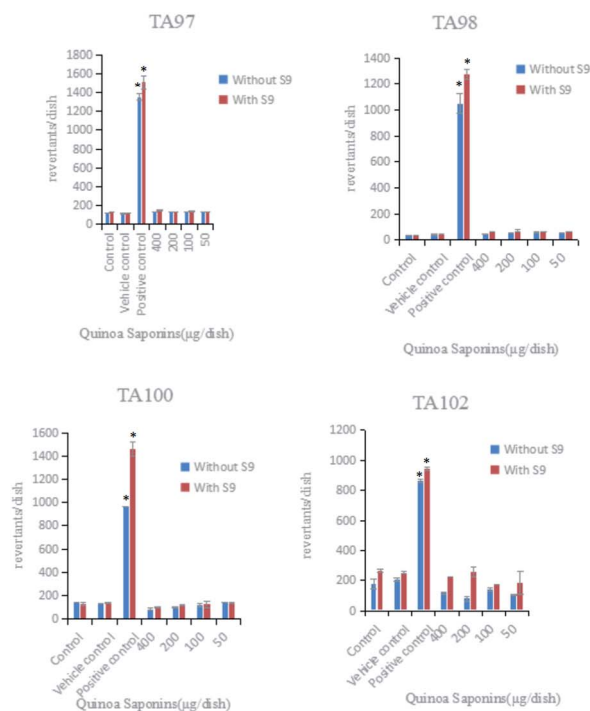 TA97
1800
1600
1400
1200
1000
800
600
400
200
0
revertants/dish
* *
Without S9
With S9
Control
Vehicle control
Positive control
400
200
100
50
Quinoa Saponins(µg/dish)
TA98
1400
1200
1000
800
600
400
200
0
revertants/dish
* *
Without S9
With S9
Control
Vehicle control
Positive control
400
200
100
50
Quinoa Saponins(µg/dish)
TA100
1600
1400
1200
1000
800
600
400
200
0
revertants/dish
* *
Without S9
With S9
Control
Vehicle control
Positive control
400
200
100
50
Quinoa Saponins(µg/dish)
TA102
1200
1000
800
600
400
200
0
revertants/dish
* *
Without S9
With S9
Control
Vehicle control
Positive control
400
200
100
50
Quinoa Saponins(µg/dish)